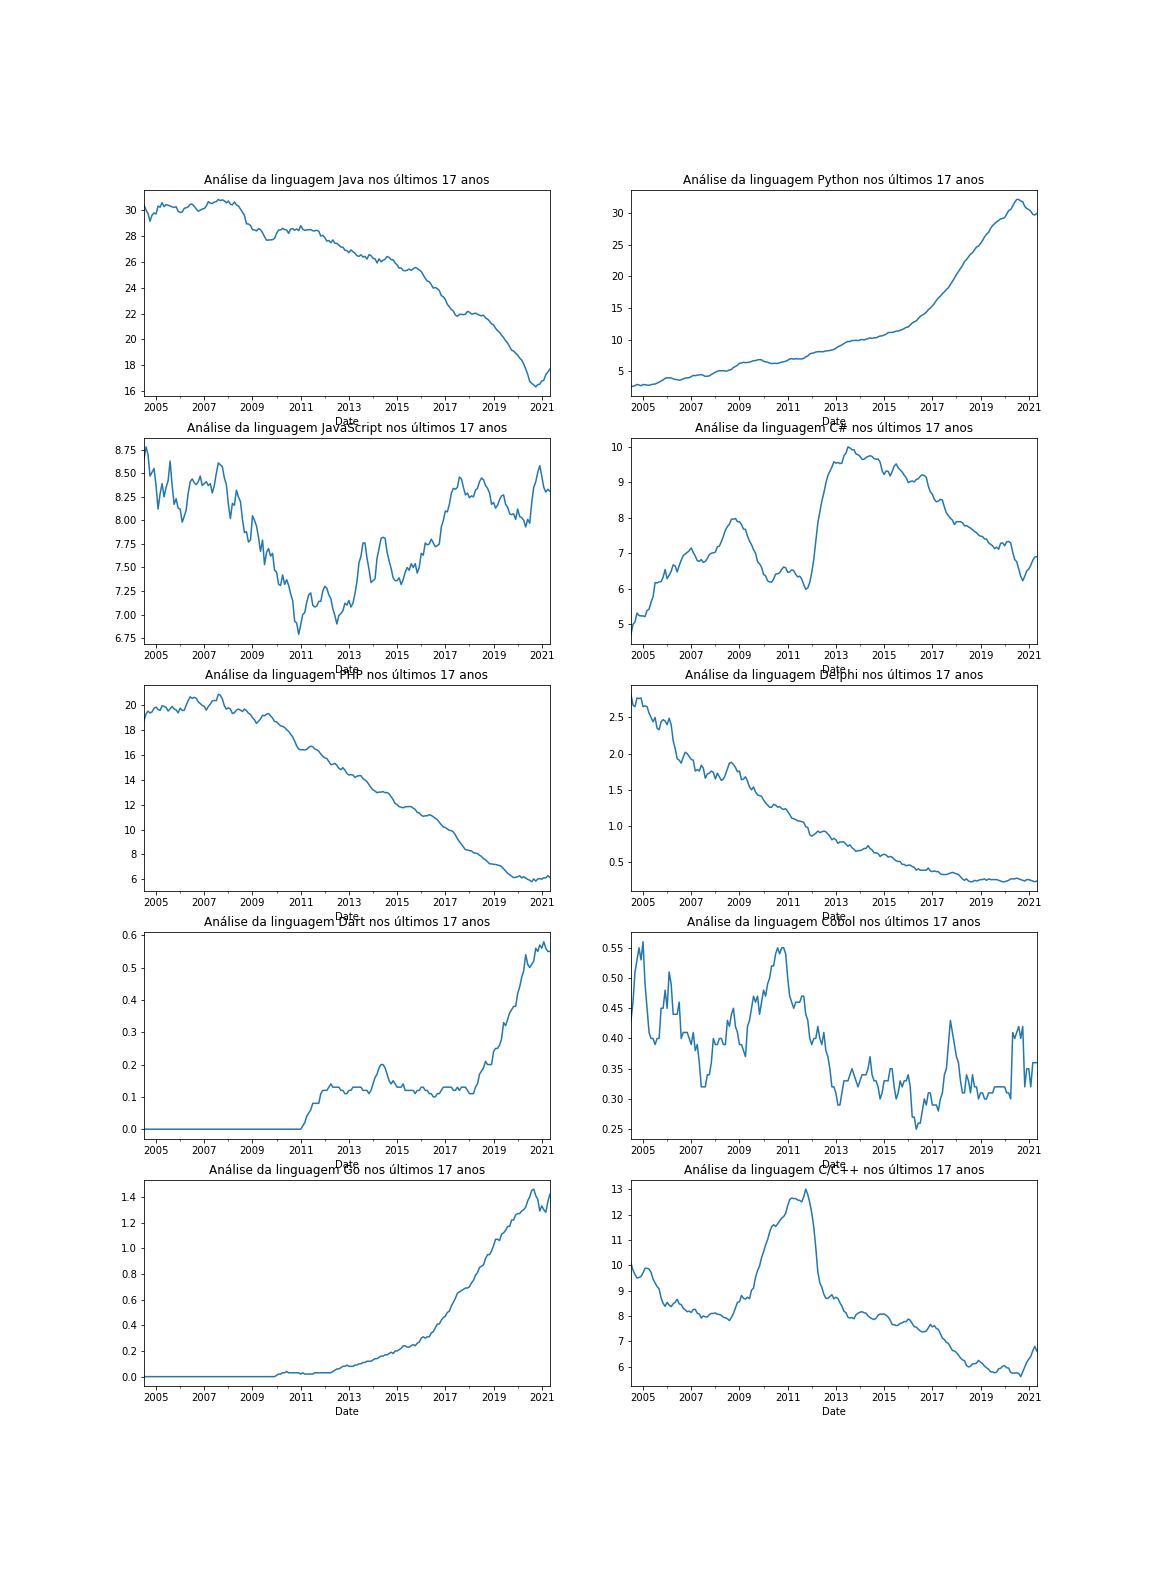 Análise da linguagem Java nos últimos 17 anos
30
28
26
24
22
20
18
16
2005 2007 2009 2011 2013 2015 2017 2019 2021
Date
Análise da linguagem Python nos últimos 17 anos
30
25
20
15
10
5
2005 2007 2009 2011 2013 2015 2017 2019 2021
Date
Análise da linguagem JavaScript nos últimos 17 anos
8.75
8.50
8.25
8.00
7.75
7.50
7.25
7.00
6.75
2005 2007 2009 2011 2013 2015 2017 2019 2021
Date
Análise da linguagem C# nos últimos 17 anos
10
9
8
7
6
5
2005 2007 2009 2011 2013 2015 2017 2019 2021
Date
Análise da linguagem PHP nos últimos 17 anos
20
18
16
14
12
10
8
6
2005 2007 2009 2011 2013 2015 2017 2019 2021
Date
Análise da linguagem Delphi nos últimos 17 anos
2.5
2.0
1.5
1.0
0.5
2005 2007 2009 2011 2013 2015 2017 2019 2021
Date
Análise da linguagem Dart nos últimos 17 anos
0.6
0.5
0.4
0.3
0.2
0.1
0.0
2005 2007 2009 2011 2013 2015 2017 2019 2021
Date
Análise da linguagem Cobol nos últimos 17 anos
0.55
0.50
0.45
0.40
0.35
0.30
0.25
2005 2007 2009 2011 2013 2015 2017 2019 2021
Date
Análise da linguagem Go nos últimos 17 anos
1.4
1.2
1.0
0.8
0.6
0.4
0.2
0.0
2005 2007 2009 2011 2013 2015 2017 2019 2021
Date
Análise da linguagem C/C++ nos últimos 17 anos
13
12
11
10
9
8
7
6
2005 2007 2009 2011 2013 2015 2017 2019 2021
Date